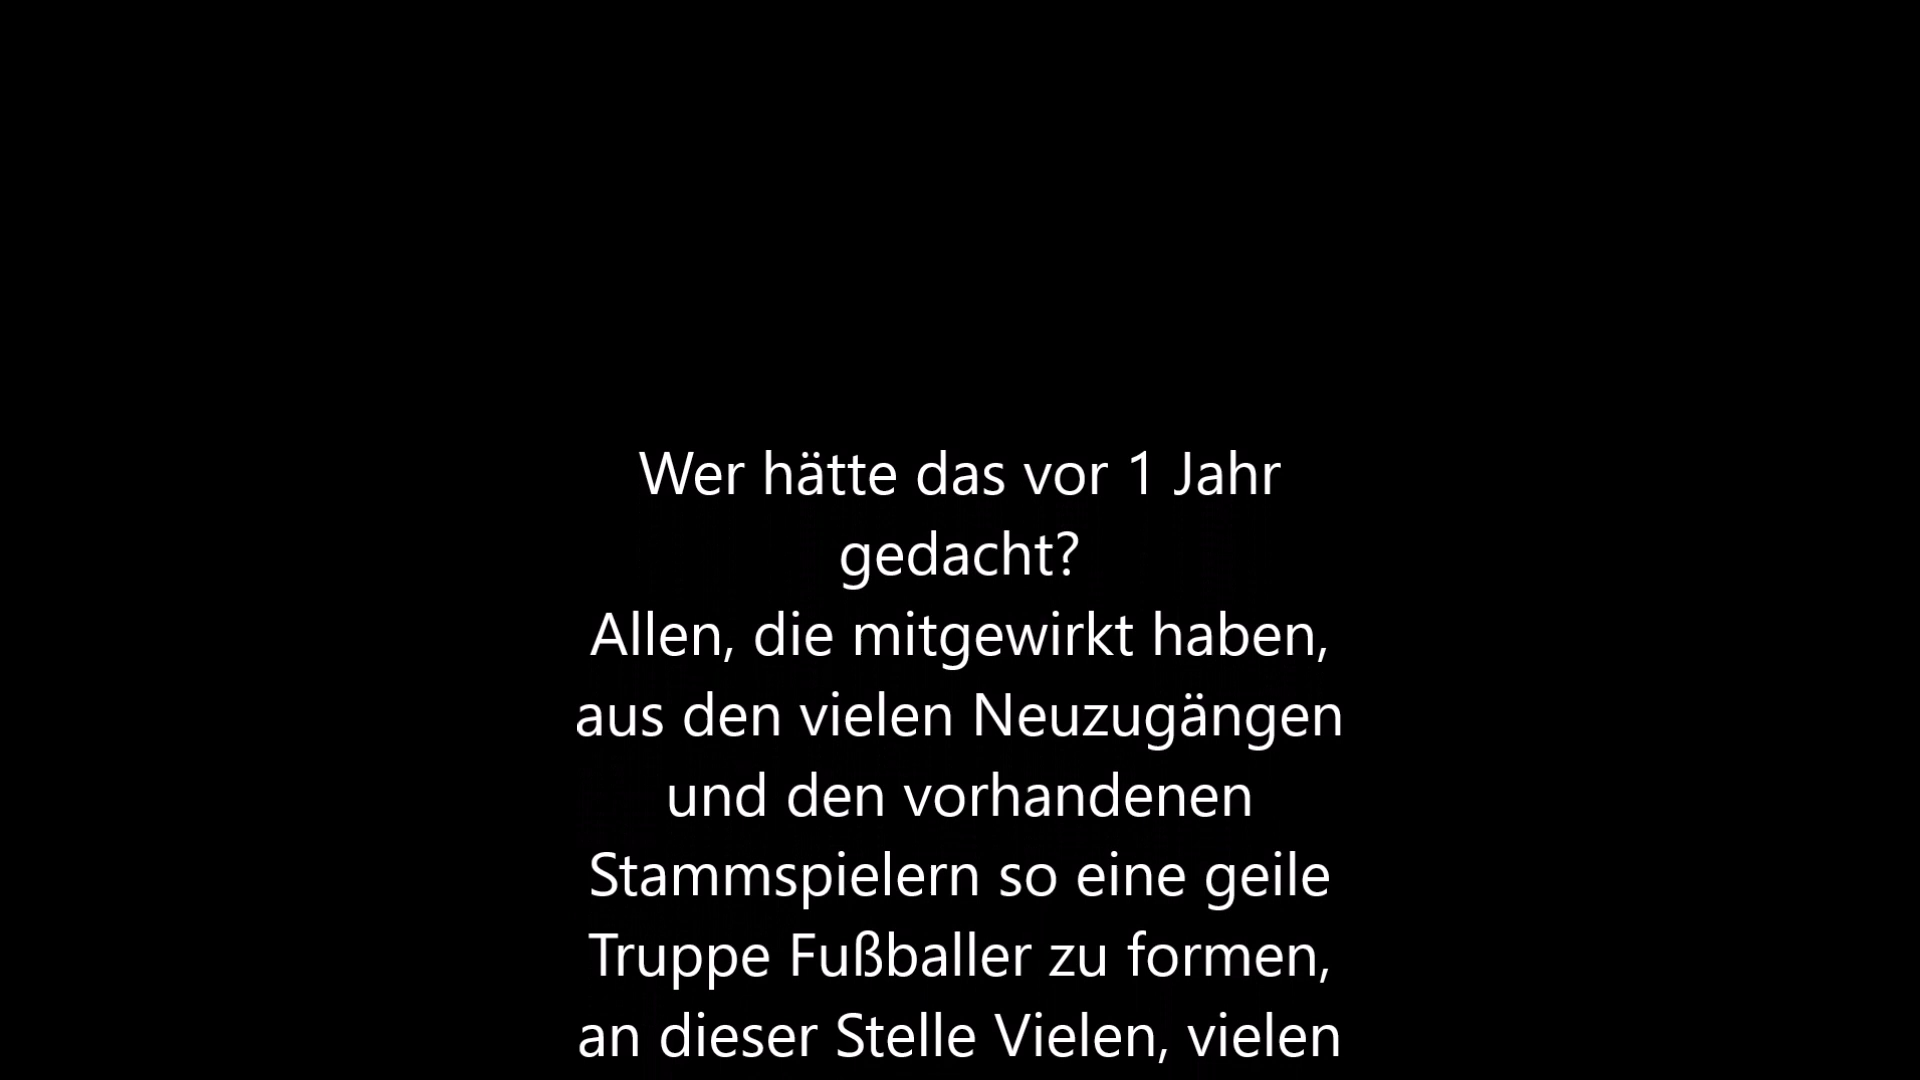 Wer hätte das vor 1 Jahr
gedacht?
Allen, die mitgewirkt haben,
aus den vielen Neuzugängen
und den vorhandenen
Stammspielern so eine geile
Truppe Fußballer zu formen,
an dieser Stelle Vielen, vielen